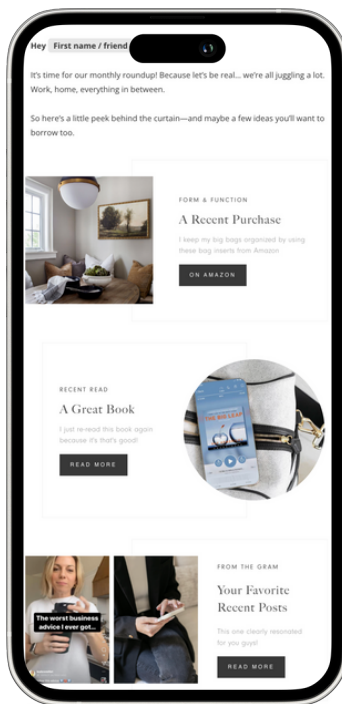 Hey First name / friend
It's time for our monthly roundup! Because let's be real... we're all juggling a lot.
Work, home, everything in between.
So here's a little peek behind the curtain—and maybe a few ideas you'll want to
borrow too.
FORM & FUNCTION
A Recent Purchase
I keep my big bags organized by using
these bag inserts from Amazon
ON AMAZON
RECENT READ
A Great Book
I just re-read this book again
because it's that's good!
READ MORE
THE BIG LEAP
The worst business
advice I ever got...
FROM THE GRAM
Your Favorite
Recent Posts
This one clearly resonated
for you guys!
READ MORE